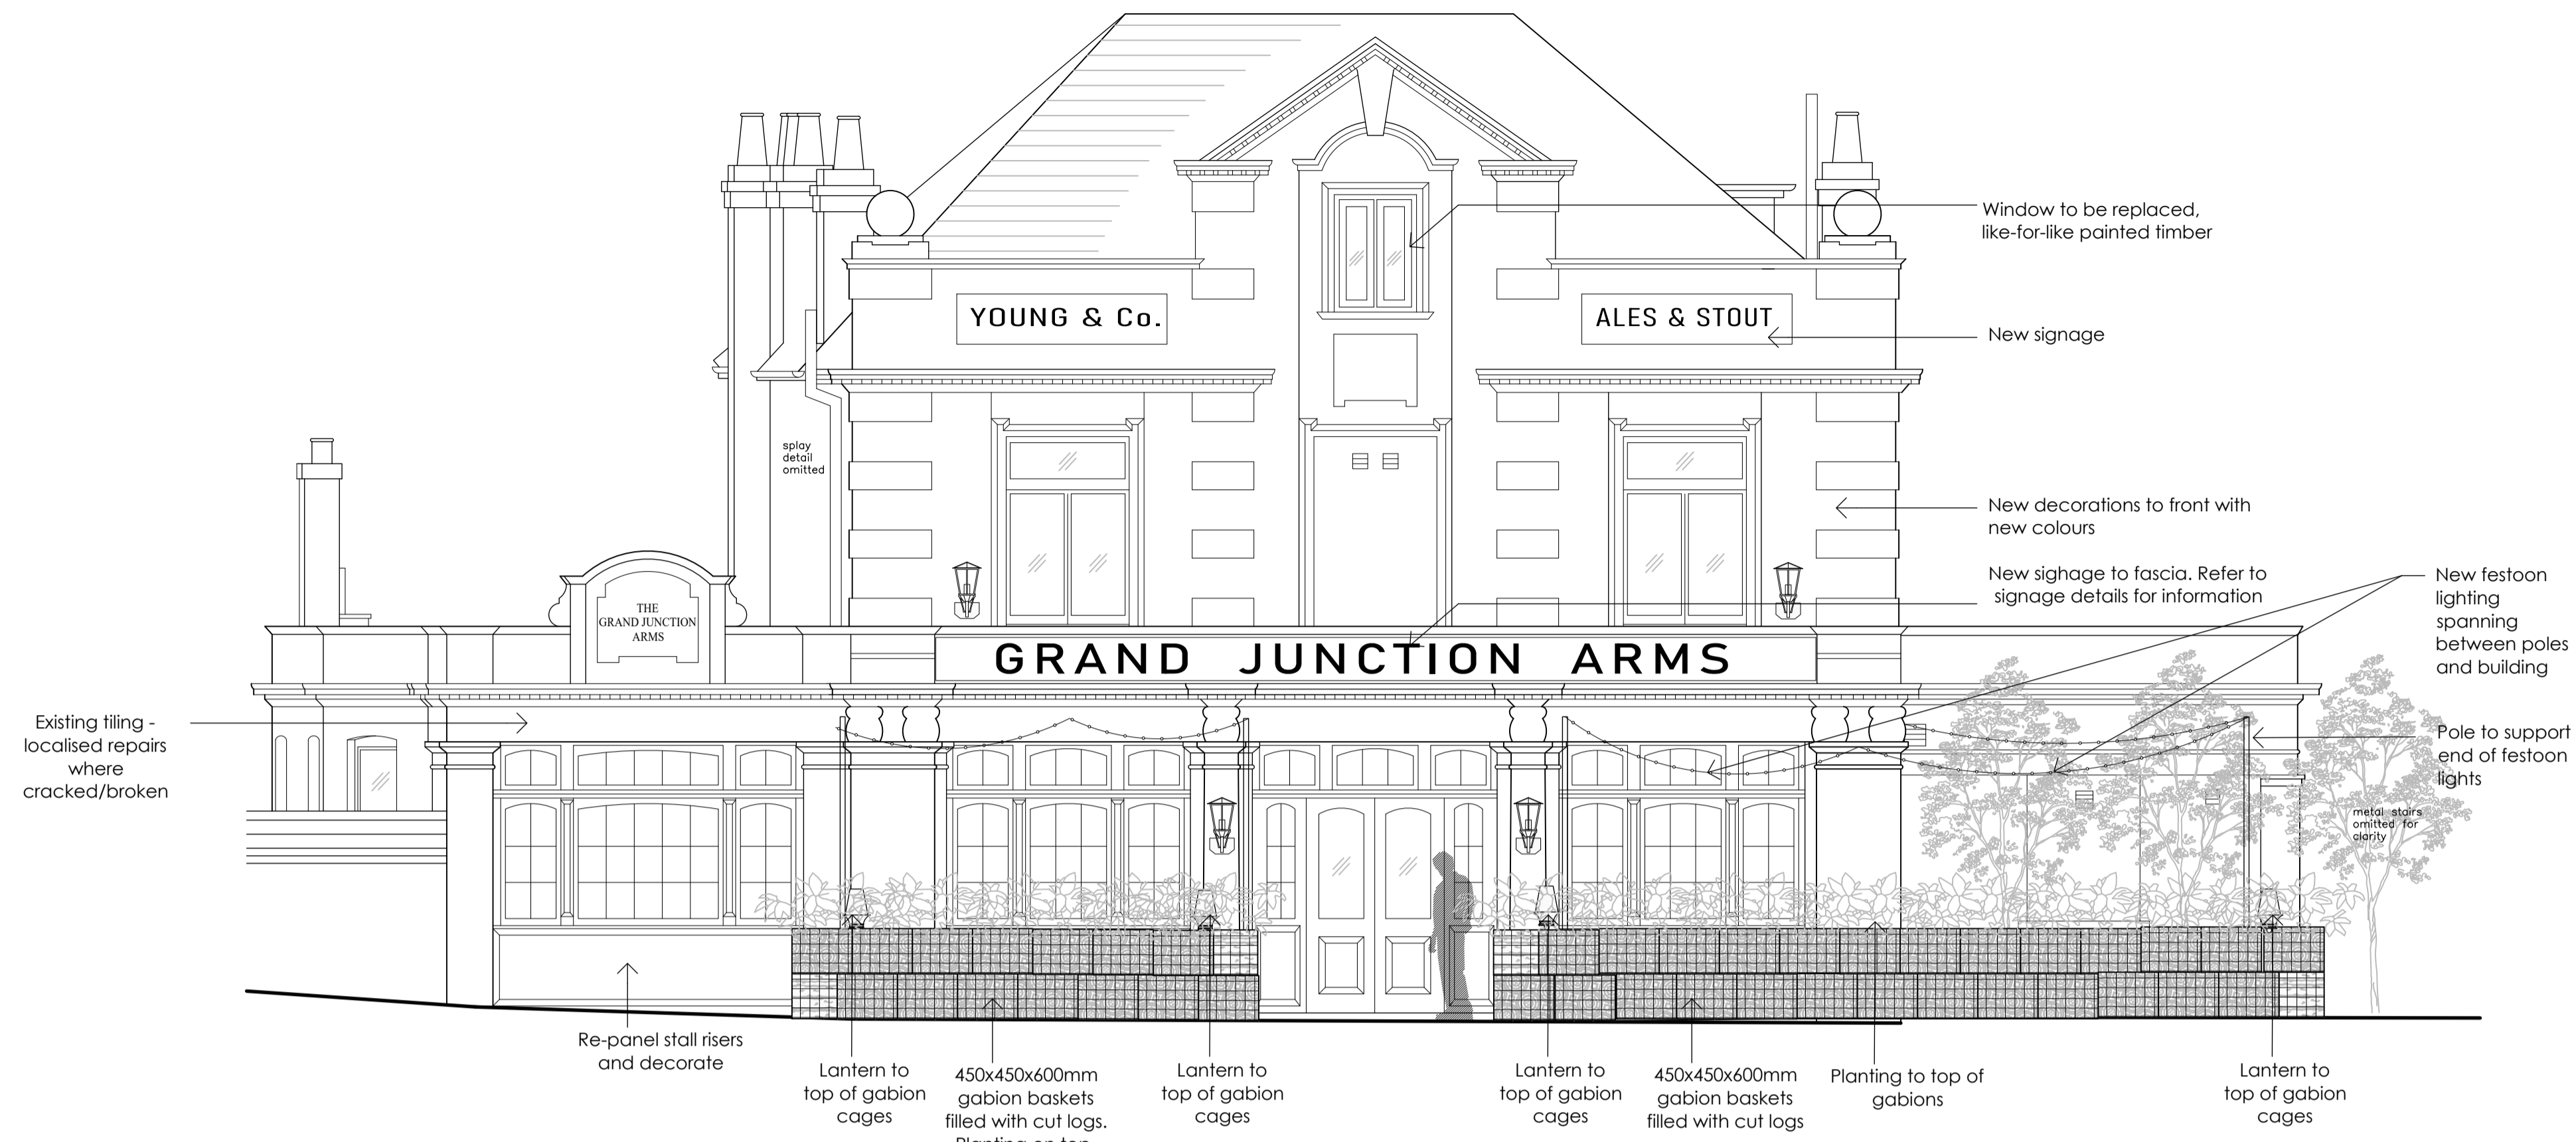 Window to be replaced,
like-for-like painted timber
YOUNG & Co.
ALES & STOUT
New signage
splay
detail
omitted
New decorations to front with
new colours
New sighage to fascia. Refer to
signage details for information
New festoon
lighting
spanning
between poles
and building
THE
GRAND JUNCTION
ARMS
GRAND JUNCTION ARMS
Existing tiling -
localised repairs
where
cracked/broken
Pole to support
end of festoon
lights
metal stairs
omitted for
clarity
Re-panel stall risers
and decorate
Lantern to
top of gabion
cages
450x450x600mm
gabion baskets
filled with cut logs.
Planting on top
Lantern to
top of gabion
cages
Lantern to
top of gabion
cages
450x450x600mm
gabion baskets
filled with cut logs
Planting to top of
gabions
Lantern to
top of gabion
cages